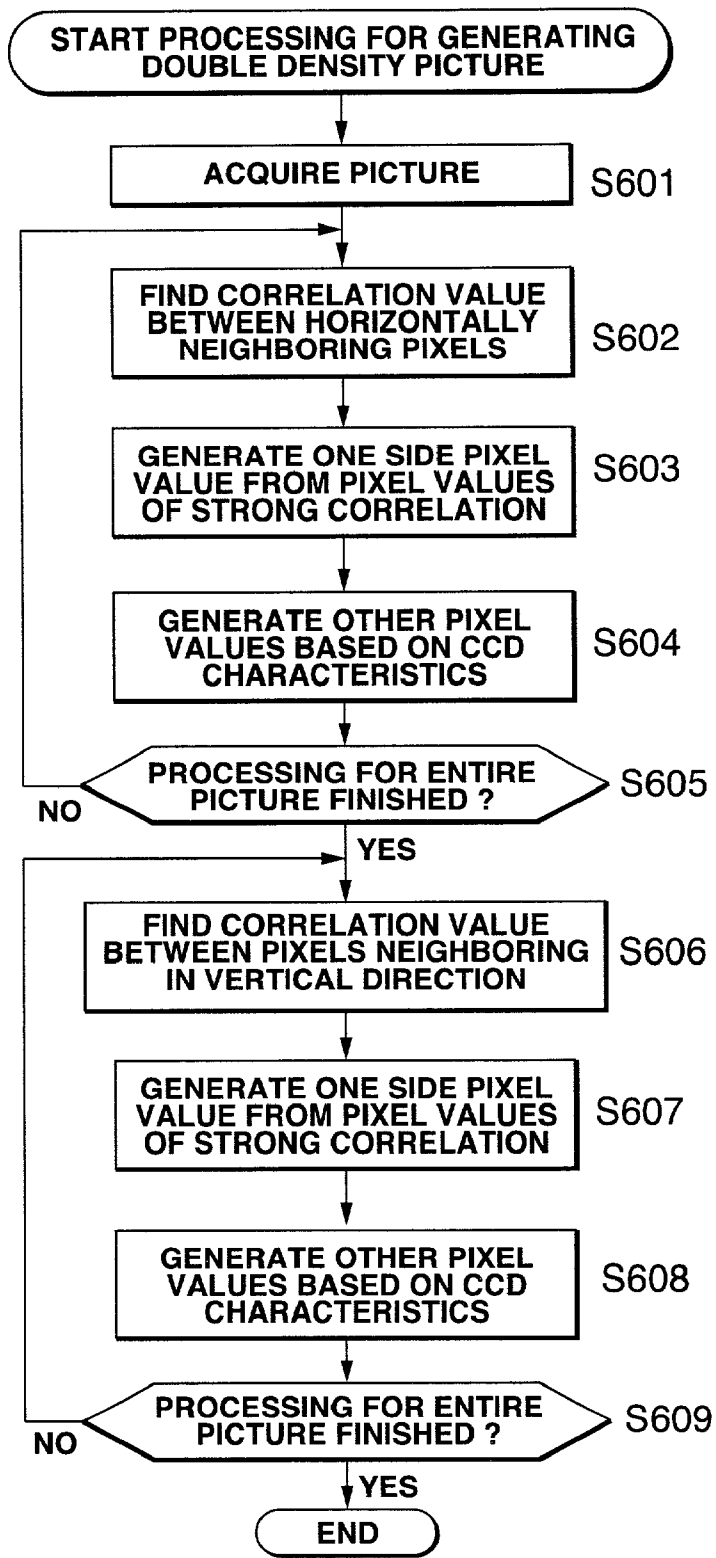 START PROCESSING FOR GENERATING
DOUBLE DENSITY PICTURE
ACQUIRE PICTURE
S601
FIND CORRELATION VALUE
BETWEEN HORIZONTALLY
NEIGHBORING PIXELS
S602
GENERATE ONE SIDE PIXEL
VALUE FROM PIXEL VALUES
OF STRONG CORRELATION
S603
GENERATE OTHER PIXEL
VALUES BASED ON CCD
CHARACTERISTICS
S604
PROCESSING FOR ENTIRE
PICTURE FINISHED ?
S605
NO
YES
FIND CORRELATION VALUE
BETWEEN PIXELS NEIGHBORING
IN VERTICAL DIRECTION
S606
GENERATE ONE SIDE PIXEL
VALUE FROM PIXEL VALUES
OF STRONG CORRELATION
S607
GENERATE OTHER PIXEL
VALUES BASED ON CCD
CHARACTERISTICS
S608
PROCESSING FOR ENTIRE
PICTURE FINISHED ?
S609
NO
YES
END